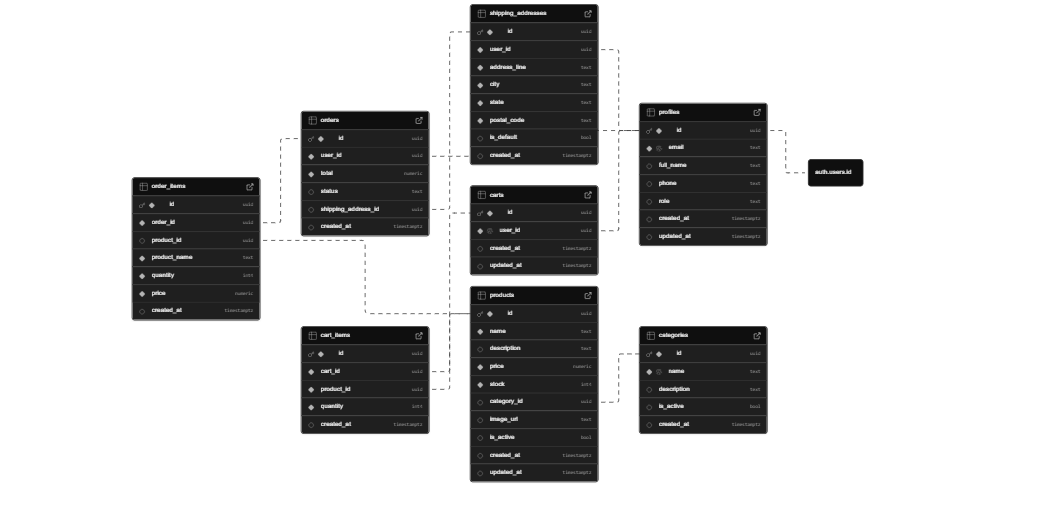 shipping_addresses
id uuid
user_id uuid
address_line text
city text
state text
postal_code text
is_default bool
created_at timestamptz
orders
id uuid
user_id uuid
total numeric
status text
shipping_address_id uuid
created_at timestamptz
profiles
id uuid
email text
full_name text
phone text
role text
created_at timestamptz
updated_at timestamptz
auth.users.id
order_items
id uuid
order_id uuid
product_id uuid
product_name text
quantity int4
price numeric
created_at timestamptz
carts
id uuid
user_id uuid
created_at timestamptz
updated_at timestamptz
products
id uuid
name text
description text
price numeric
stock int4
category_id uuid
image_url text
is_active bool
created_at timestamptz
updated_at timestamptz
cart_items
id uuid
cart_id uuid
product_id uuid
quantity int4
created_at timestamptz
categories
id uuid
name text
description text
is_active bool
created_at timestamptz